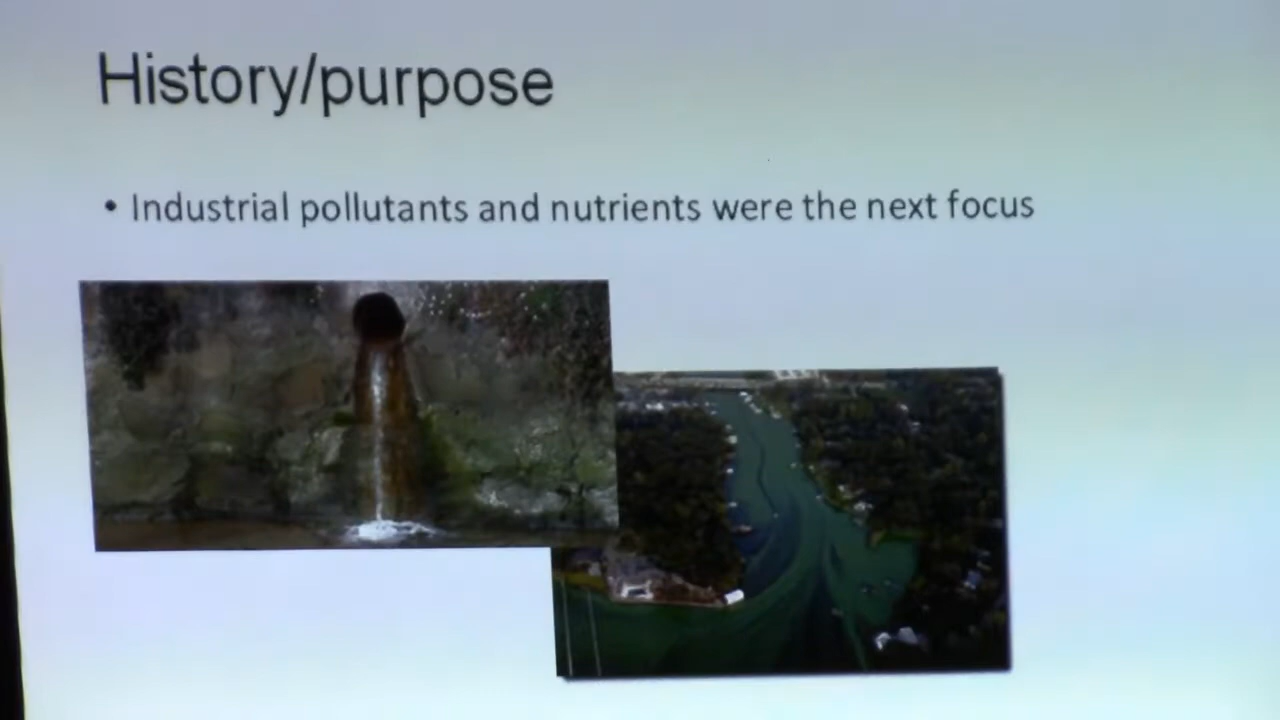 History/purpose
• Industrial pollutants and nutrients were the next focus